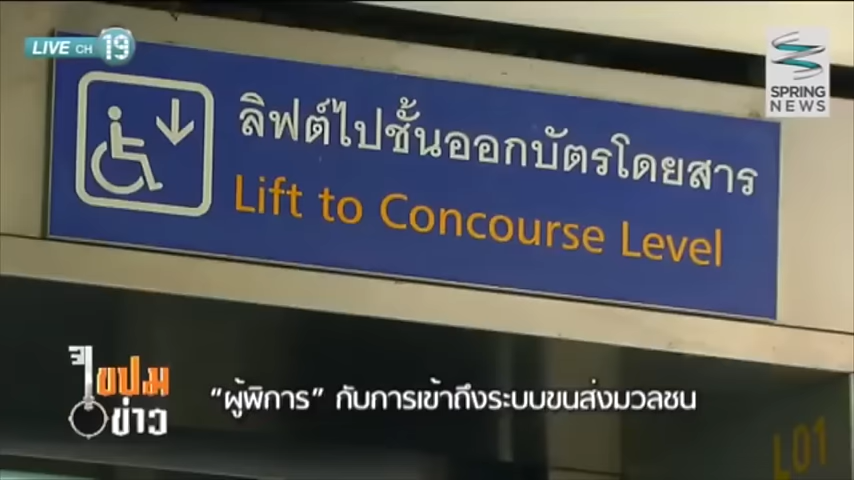 LIVE CH 19
SPRING
NEWS
ลิฟต์ไปชั้นออกบัตรโดยสาร
Lift to Concourse Level
ไขปม
ข่าว
"ผู้พิการ" กับการเข้าถึงระบบขนส่งมวลชน
L01